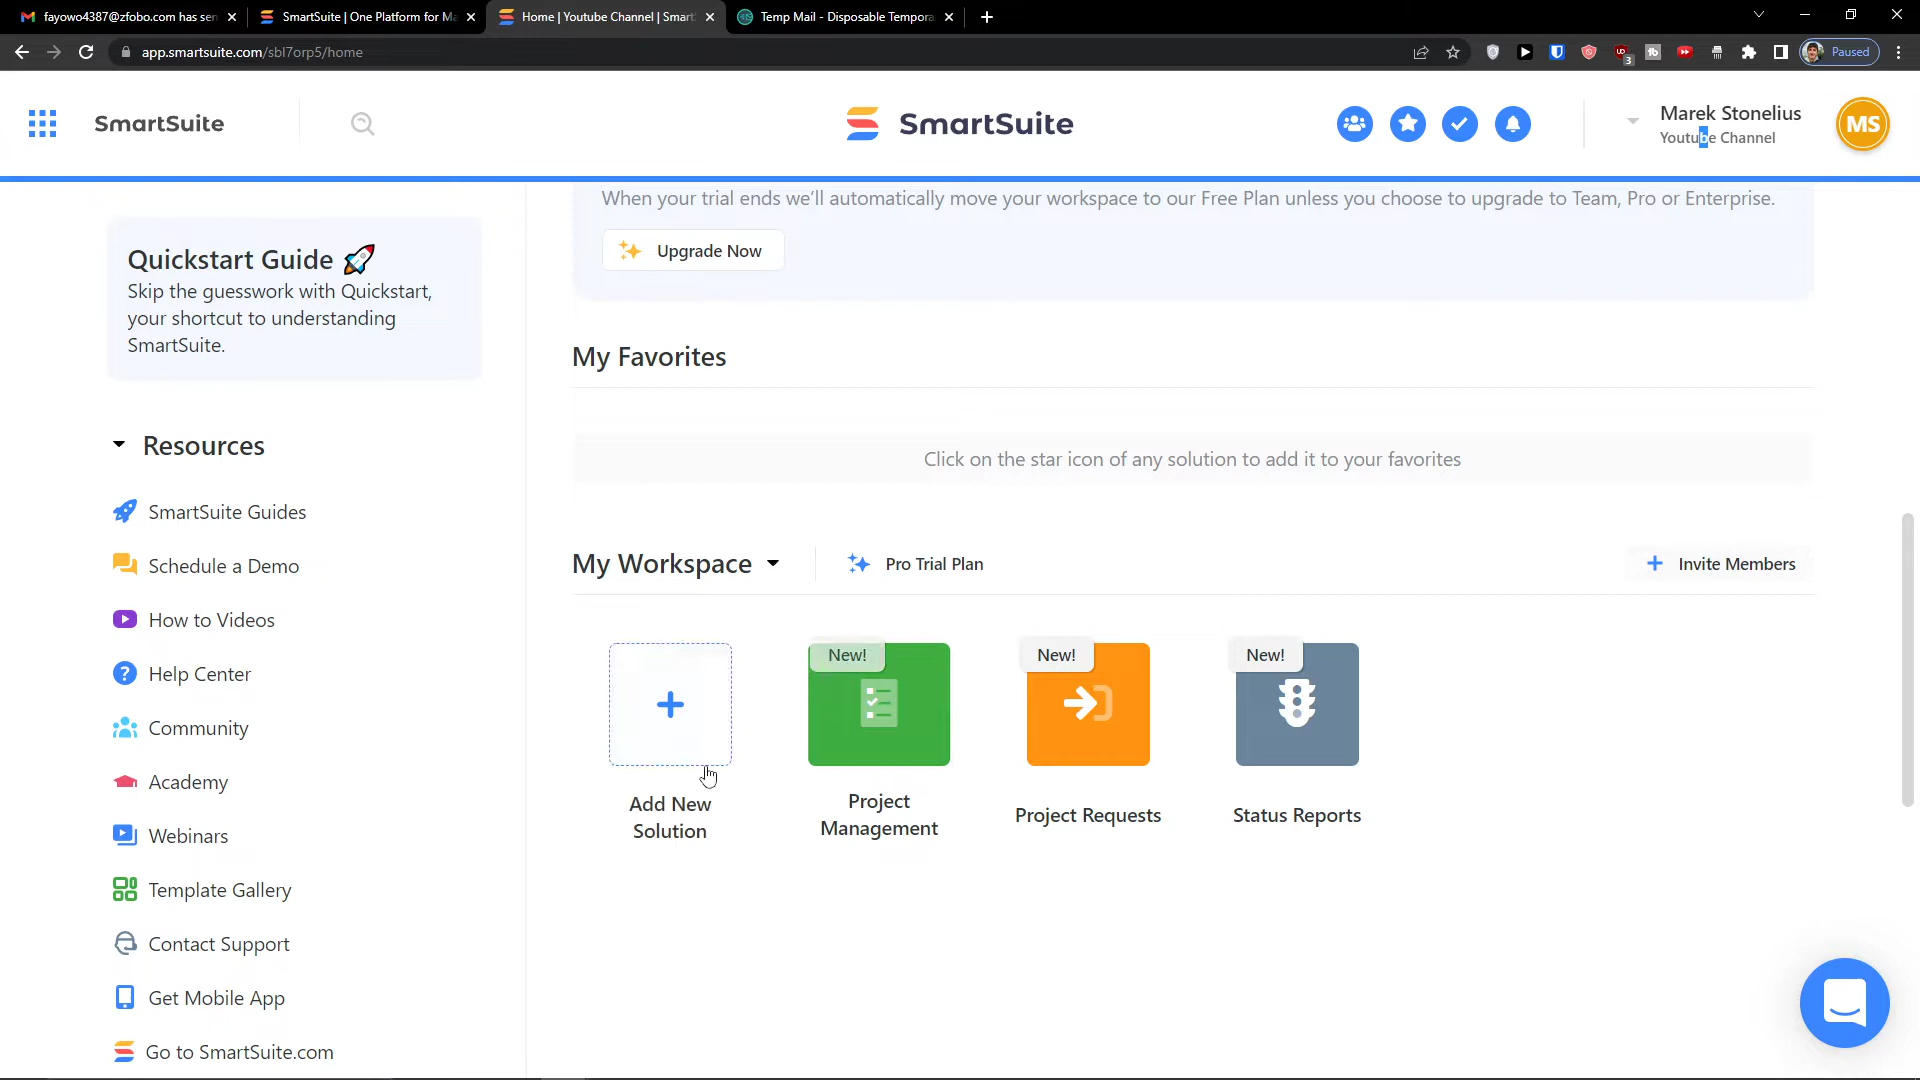 fayowo4387@zfobo.com has sen
SmartSuite | One Platform for Ma
Home | Youtube Channel | Smart
Temp Mail - Disposable Tempora
app.smartsuite.com/sbl7orp5/home
3
Paused
SmartSuite
SmartSuite
Marek Stonelius
Youtube Channel
MS
Quickstart Guide 🚀
Skip the guesswork with Quickstart,
your shortcut to understanding
SmartSuite.
Resources
SmartSuite Guides
Schedule a Demo
How to Videos
Help Center
Community
Academy
Webinars
Template Gallery
Contact Support
Get Mobile App
Go to SmartSuite.com
When your trial ends we'll automatically move your workspace to our Free Plan unless you choose to upgrade to Team, Pro or Enterprise.
Upgrade Now
My Favorites
Click on the star icon of any solution to add it to your favorites
My Workspace
Pro Trial Plan
Invite Members
New!
New!
New!
Add New
Solution
Project
Management
Project Requests
Status Reports